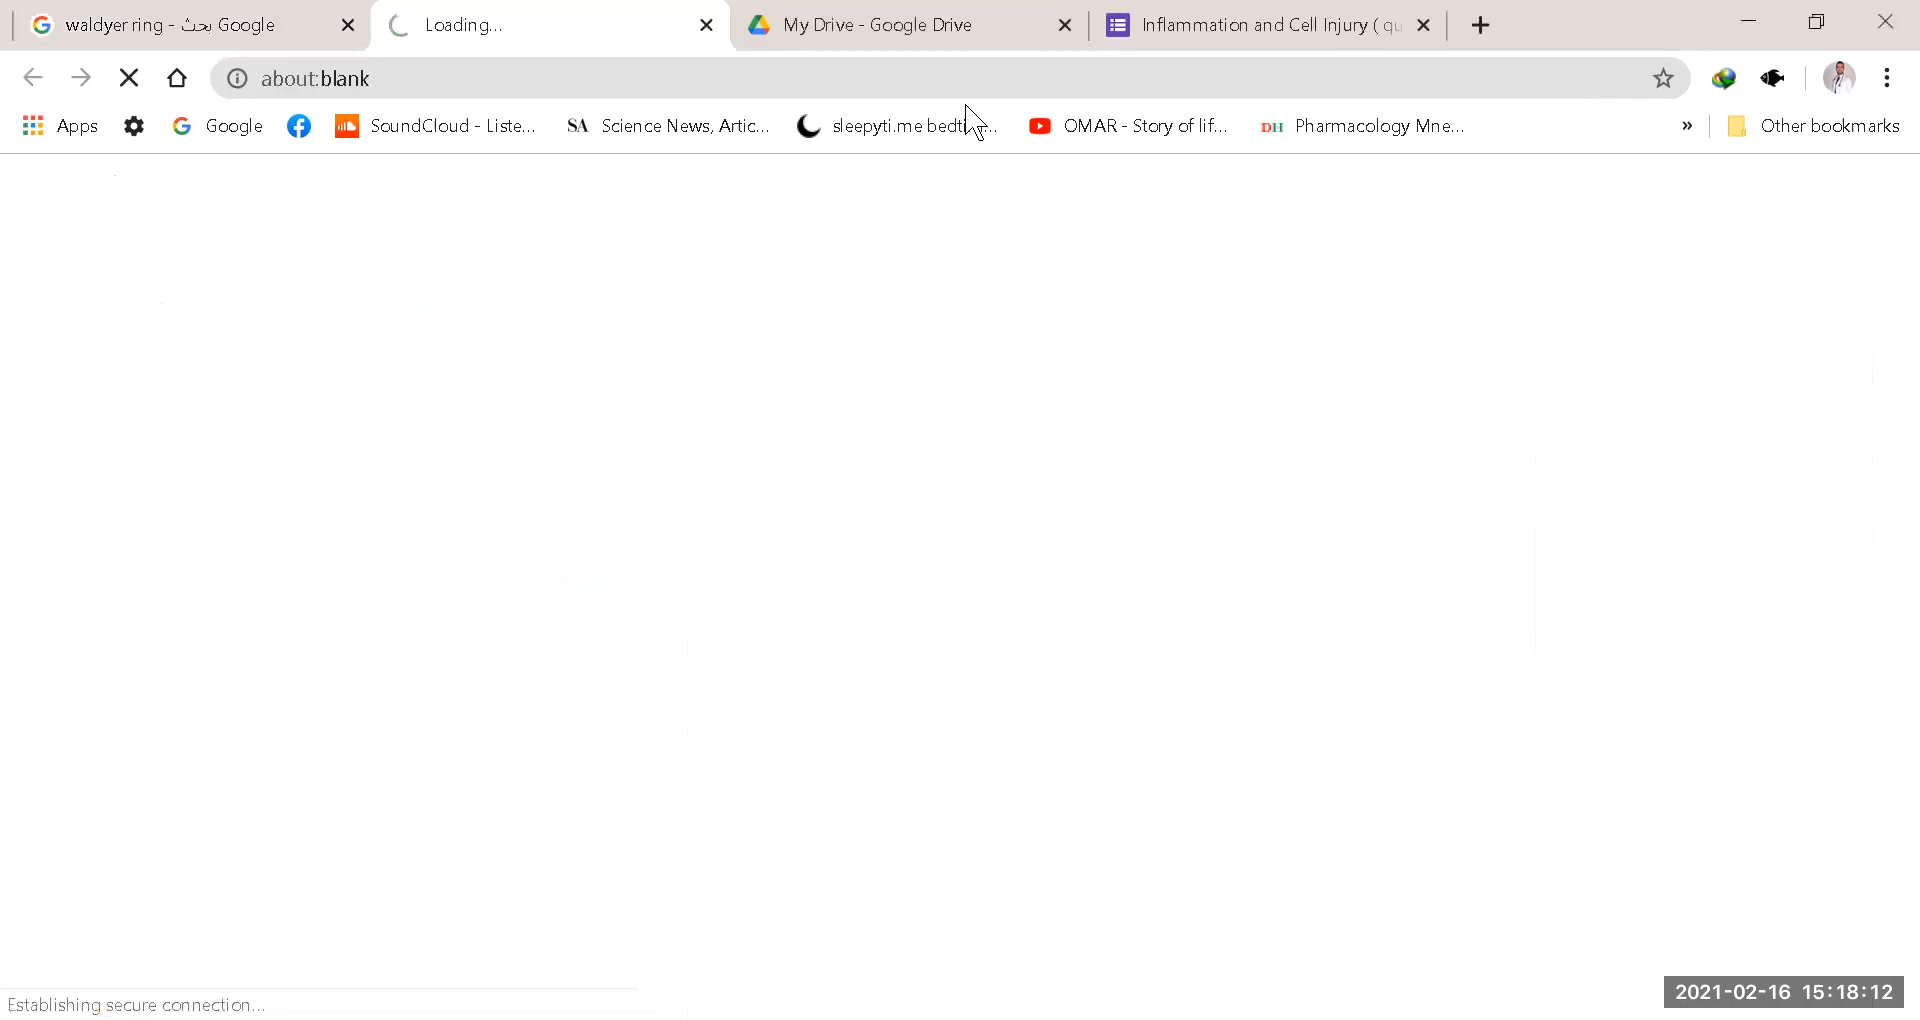 waldyer ring - بحث Google
Loading...
My Drive - Google Drive
Inflammation and Cell Injury ( qu
about:blank
Apps
Google
SoundCloud - Liste...
SA Science News, Artic...
sleepyti.me bedti...
OMAR - Story of lif...
DH Pharmacology Mne...
»
Other bookmarks
Establishing secure connection...
2021-02-16 15:18:12